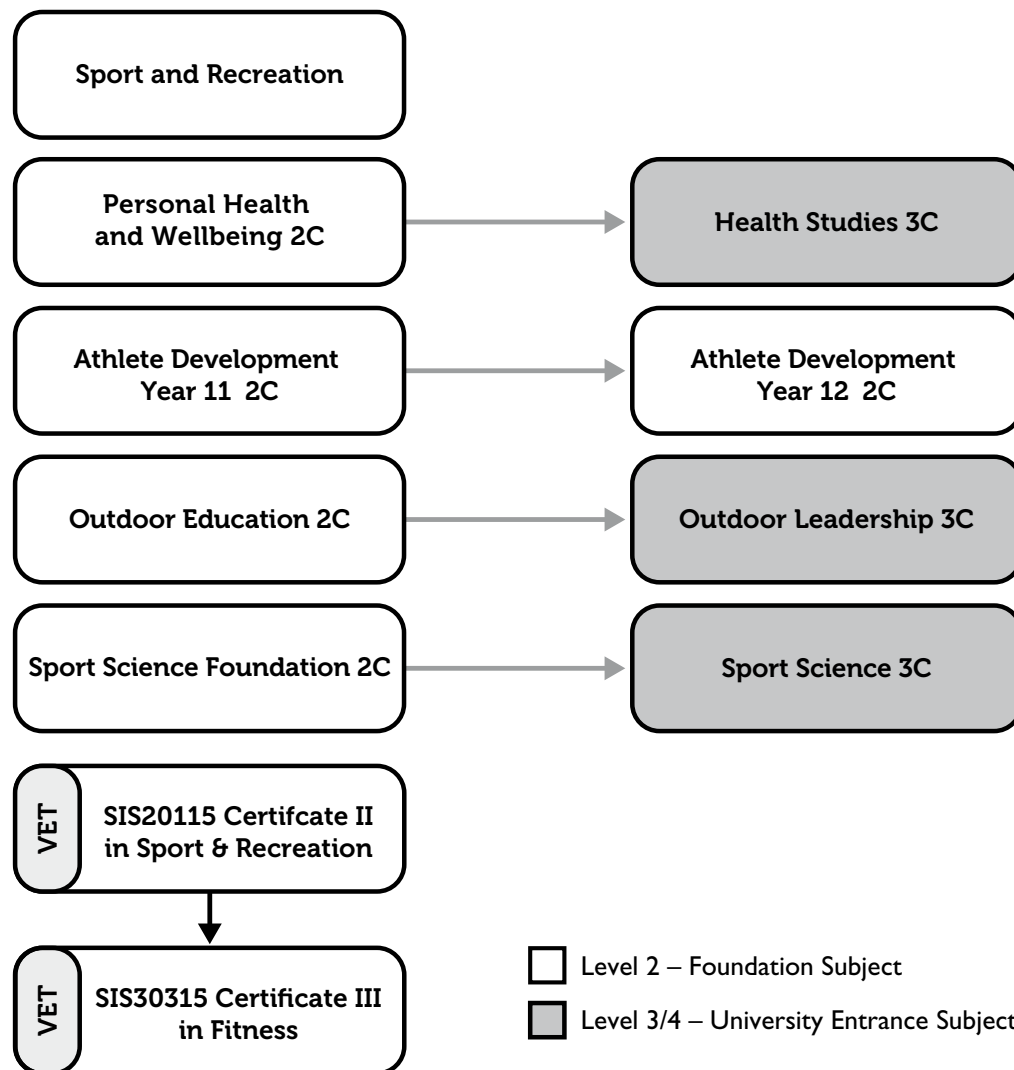 Sport and Recreation
Personal Health
and Wellbeing 2C
Health Studies 3C
Athlete Development
Year 11 2C
Athlete Development
Year 12 2C
Outdoor Education 2C
Outdoor Leadership 3C
Sport Science Foundation 2C
Sport Science 3C
VET
SIS20115 Certifcate II
in Sport & Recreation
VET
SIS30315 Certificate III
in Fitness
Level 2 – Foundation Subject
Level 3/4 – University Entrance Subject